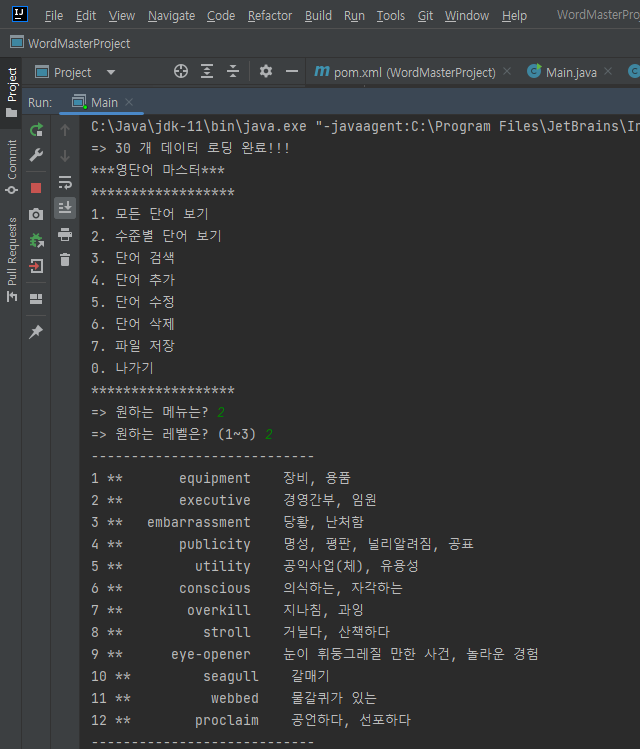 File Edit View Navigate Code Refactor Build Run Tools Git Window Help WordMasterProject
WordMasterProject
Project pom.xml (WordMasterProject) Main.java
Project
Commit
Pull Requests
Run: Main
C:\Java\jdk-11\bin\java.exe "-javaagent:C:\Program Files\JetBrains\In
=> 30 개 데이터 로딩 완료!!!
***영단어 마스터***
******************
1. 모든 단어 보기
2. 수준별 단어 보기
3. 단어 검색
4. 단어 추가
5. 단어 수정
6. 단어 삭제
7. 파일 저장
0. 나가기
******************
=> 원하는 메뉴는? 2
=> 원하는 레벨은? (1~3) 2
----------------------------
1 ** equipment 장비, 용품
2 ** executive 경영간부, 임원
3 ** embarrassment 당황, 난처함
4 ** publicity 명성, 평판, 널리알려짐, 공표
5 ** utility 공익사업(체), 유용성
6 ** conscious 의식하는, 자각하는
7 ** overkill 지나침, 과잉
8 ** stroll 거닐다, 산책하다
9 ** eye-opener 눈이 휘둥그레질 만한 사건, 놀라운 경험
10 ** seagull 갈매기
11 ** webbed 물갈퀴가 있는
12 ** proclaim 공언하다, 선포하다
----------------------------